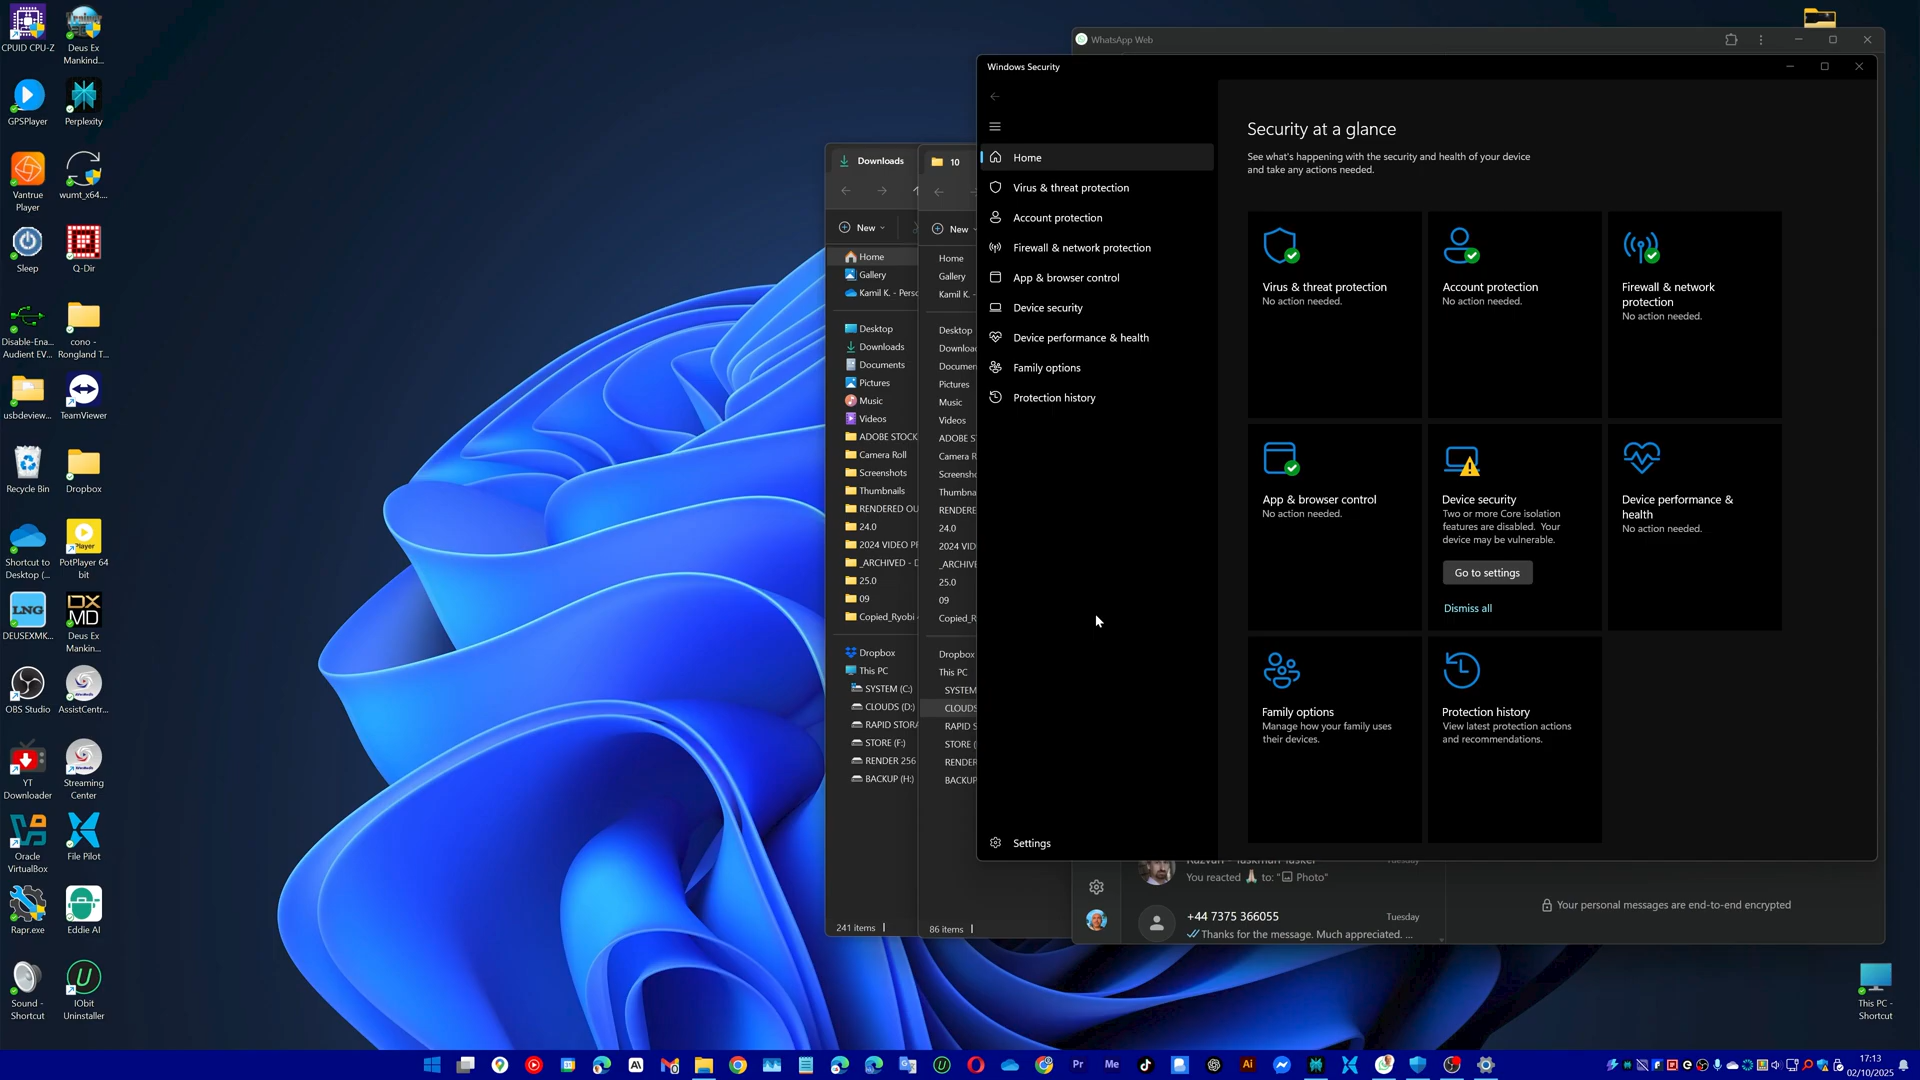 CPUID CPU-Z
Deus Ex
Mankind...
GPSPlayer
Perplexity
Vantrue
Player
wumt_x64....
Sleep
Q-Dir
Disable-Ena...
Audient EV...
cono -
Rongland T...
usbdeview...
TeamViewer
Recycle Bin
Dropbox
Shortcut to
Desktop (...
Player
PotPlayer 64
bit
LNG
DEUSEXMK...
DX
MD
Deus Ex
Mankin...
OBS Studio
AssistCentr...
YT
Downloader
Streaming
Center
Oracle
VirtualBox
File Pilot
Rapr.exe
Eddie AI
Sound -
Shortcut
IObit
Uninstaller
This PC -
Shortcut
Downloads
New
Home
Gallery
Kamil K. - Perso
Desktop
Downloads
Documents
Pictures
Music
Videos
ADOBE STOCK
Camera Roll
Screenshots
Thumbnails
RENDERED OU
24.0
2024 VIDEO PR
_ARCHIVED - D
25.0
09
Copied_Ryobi -
Dropbox
This PC
SYSTEM (C:)
CLOUDS (D:)
RAPID STORA
STORE (F:)
RENDER 256
BACKUP (H:)
241 items
10
New
Home
Gallery
Kamil K. -
Desktop
Downloac
Documen
Pictures
Music
Videos
ADOBE S
Camera R
Screensho
Thumbna
RENDERE
24.0
2024 VID
_ARCHIVE
25.0
09
Copied_R
Dropbox
This PC
SYSTEM
CLOUDS
RAPID S
STORE (
RENDER
BACKUP
86 items
WhatsApp Web
Windows Security
Home
Virus & threat protection
Account protection
Firewall & network protection
App & browser control
Device security
Device performance & health
Family options
Protection history
Settings
Security at a glance
See what's happening with the security and health of your device
and take any actions needed.
Virus & threat protection
No action needed.
Account protection
No action needed.
Firewall & network
protection
No action needed.
App & browser control
No action needed.
Device security
Two or more Core isolation
features are disabled. Your
device may be vulnerable.
Go to settings
Dismiss all
Device performance &
health
No action needed.
Family options
Manage how your family uses
their devices.
Protection history
View latest protection actions
and recommendations.
You reacted 🙏🏻 to: "Photo"
+44 7375 366055
Tuesday
Thanks for the message. Much appreciated. ...
Your personal messages are end-to-end encrypted
Pr
Me
Ai
17:13
02/10/2025